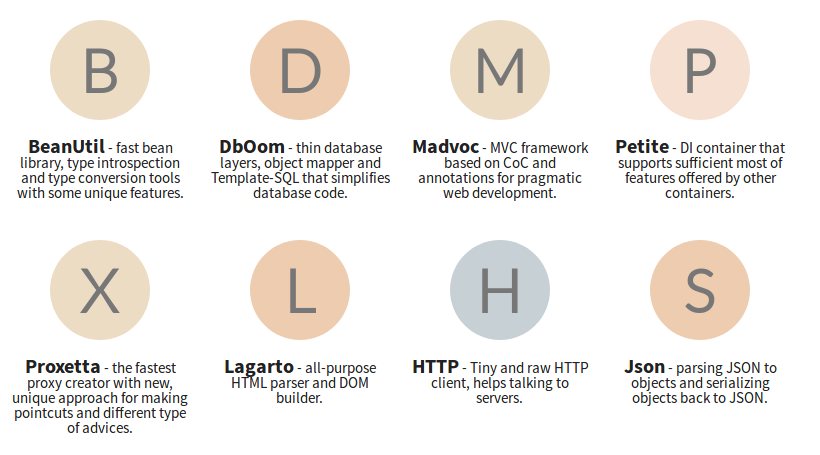 B
BeanUtil - fast bean
library, type introspection
and type conversion tools
with some unique features.
D
DbOom - thin database
layers, object mapper and
Template-SQL that simplifies
database code.
M
Madvoc - MVC framework
based on CoC and
annotations for pragmatic
web development.
P
Petite - DI container that
supports sufficient most of
features offered by other
containers.
X
Proxetta - the fastest
proxy creator with new,
unique approach for making
pointcuts and different type
of advices.
L
Lagarto - all-purpose
HTML parser and DOM
builder.
H
HTTP - Tiny and raw HTTP
client, helps talking to
servers.
S
Json - parsing JSON to
objects and serializing
objects back to JSON.